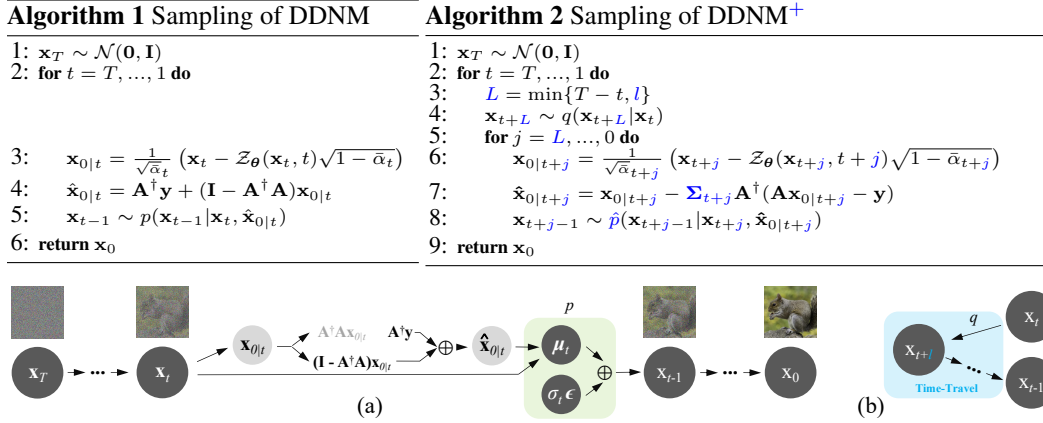 Algorithm 1 Sampling of DDNM
1: x_T ∼ 𝒩(0, I)
2: for t = T, ..., 1 do
3: x_{0|t} = 1/√ᾱ_t (x_t − 𝒵_θ(x_t, t)√(1 − ᾱ_t))
4: x̂_{0|t} = A†y + (I − A†A)x_{0|t}
5: x_{t−1} ∼ p(x_{t−1}|x_t, x̂_{0|t})
6: return x_0
Algorithm 2 Sampling of DDNM⁺
1: x_T ∼ 𝒩(0, I)
2: for t = T, ..., 1 do
3: L = min{T − t, l}
4: x_{t+L} ∼ q(x_{t+L}|x_t)
5: for j = L, ..., 0 do
6: x_{0|t+j} = 1/√ᾱ_{t+j} (x_{t+j} − 𝒵_θ(x_{t+j}, t + j)√(1 − ᾱ_{t+j}))
7: x̂_{0|t+j} = x_{0|t+j} − Σ_{t+j}A†(Ax_{0|t+j} − y)
8: x_{t+j−1} ∼ p̂(x_{t+j−1}|x_{t+j}, x̂_{0|t+j})
9: return x_0
x_T
...
x_t
x_{0|t}
A†Ax_{0|t}
(I - A†A)x_{0|t}
A†y
⊕
x̂_{0|t}
p
μ_t
σ_t ϵ
⊕
x_{t-1}
...
x_0
(a)
q
x_t
x_{t+l}
...
x_{t-1}
Time-Travel
(b)